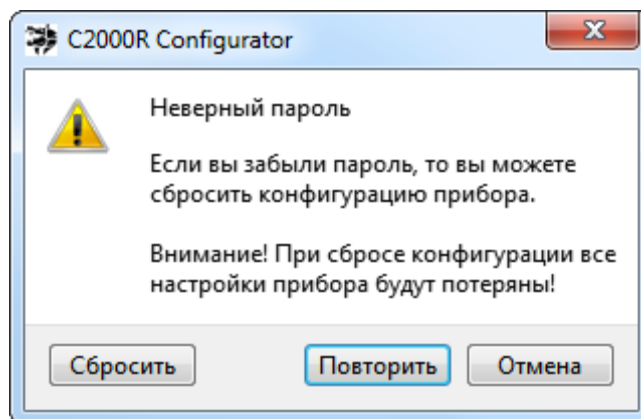 C2000R Configurator
Неверный пароль
Если вы забыли пароль, то вы можете
сбросить конфигурацию прибора.
Внимание! При сбросе конфигурации все
настройки прибора будут потеряны!
Сбросить Повторить Отмена